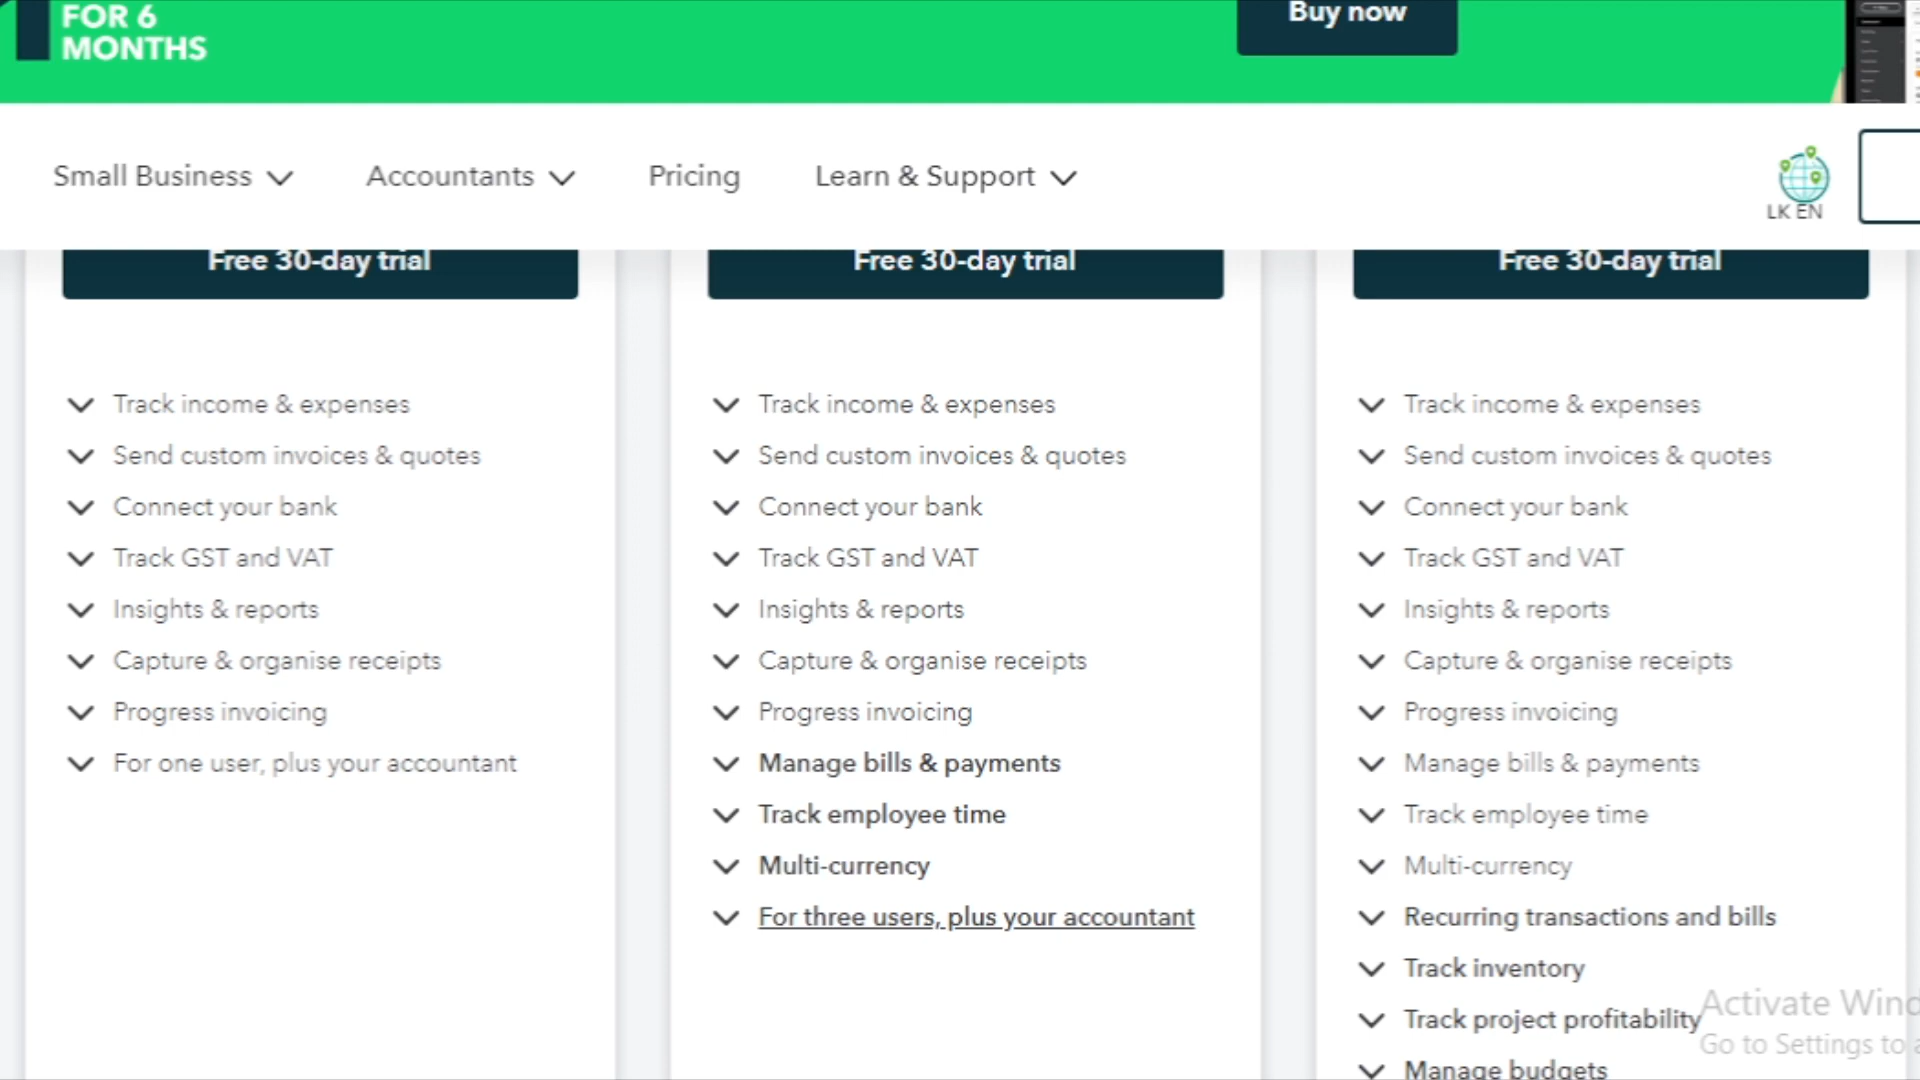 FOR 6
MONTHS
Buy now
Small Business
Accountants
Pricing
Learn & Support
LK EN
Free 30-day trial
Track income & expenses
Send custom invoices & quotes
Connect your bank
Track GST and VAT
Insights & reports
Capture & organise receipts
Progress invoicing
For one user, plus your accountant
Free 30-day trial
Track income & expenses
Send custom invoices & quotes
Connect your bank
Track GST and VAT
Insights & reports
Capture & organise receipts
Progress invoicing
Manage bills & payments
Track employee time
Multi-currency
For three users, plus your accountant
Free 30-day trial
Track income & expenses
Send custom invoices & quotes
Connect your bank
Track GST and VAT
Insights & reports
Capture & organise receipts
Progress invoicing
Manage bills & payments
Track employee time
Multi-currency
Recurring transactions and bills
Track inventory
Track project profitability
Manage budgets
Activate Wind
Go to Settings to a